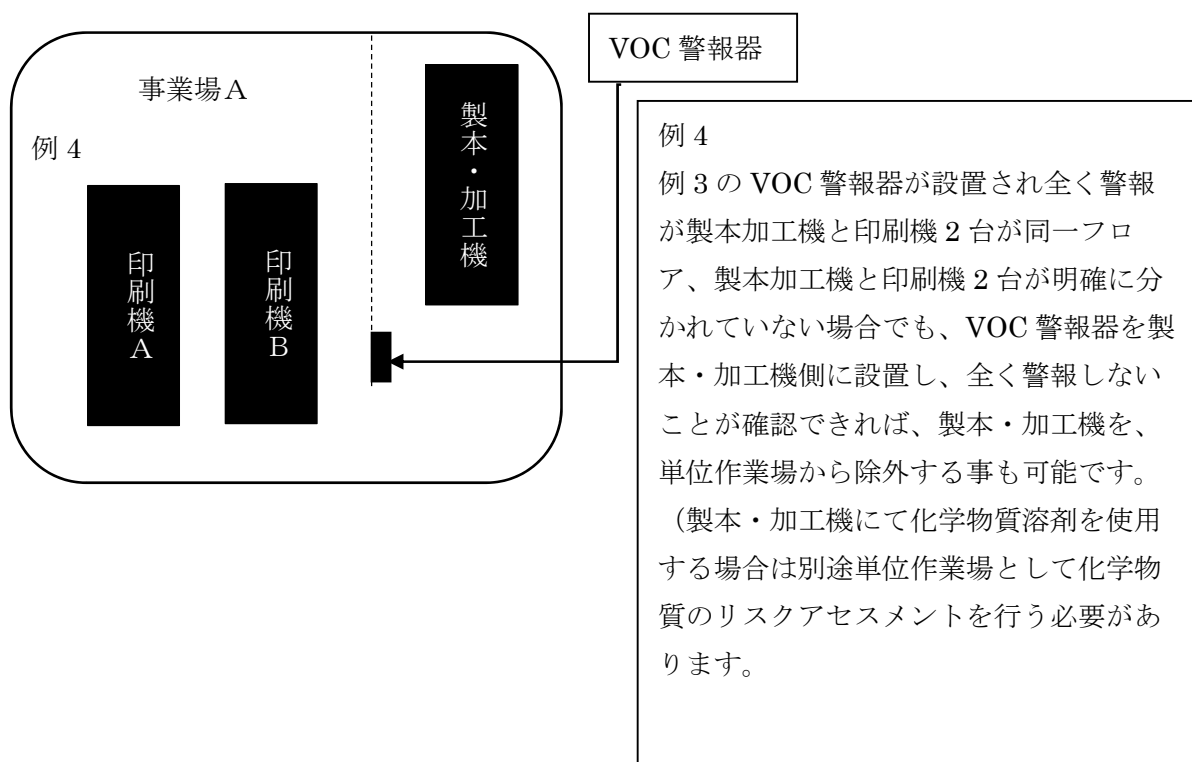 VOC 警報器
事業場A
例 4
印刷機A
印刷機B
製本・加工機
例 4
例 3 の VOC 警報器が設置され全く警報
が製本加工機と印刷機 2 台が同一フロ
ア、製本加工機と印刷機 2 台が明確に分
かれていない場合でも、VOC 警報器を製
本・加工機側に設置し、全く警報しない
ことが確認できれば、製本・加工機を、
単位作業場から除外する事も可能です。
（製本・加工機にて化学物質溶剤を使用
する場合は別途単位作業場として化学物
質のリスクアセスメントを行う必要があ
ります。